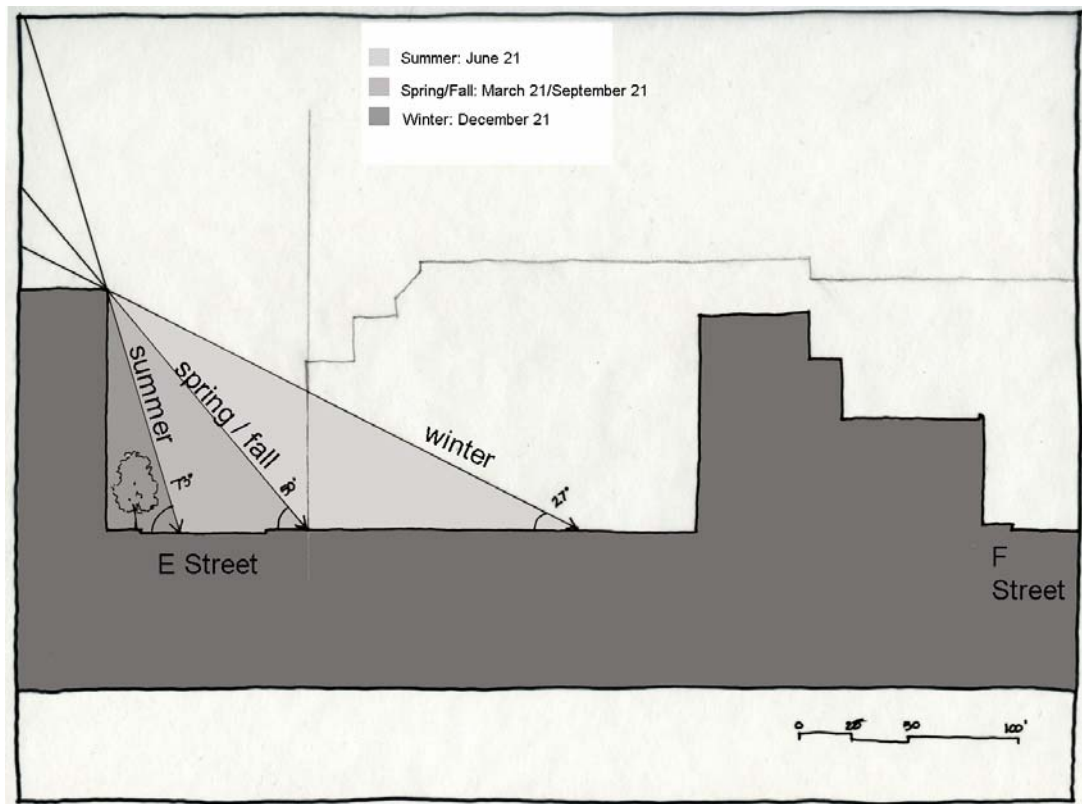 Summer: June 21
Spring/Fall: March 21/September 21
Winter: December 21
summer
spring / fall
winter
73°
50°
27°
E Street
F
Street
0 25 50 100'